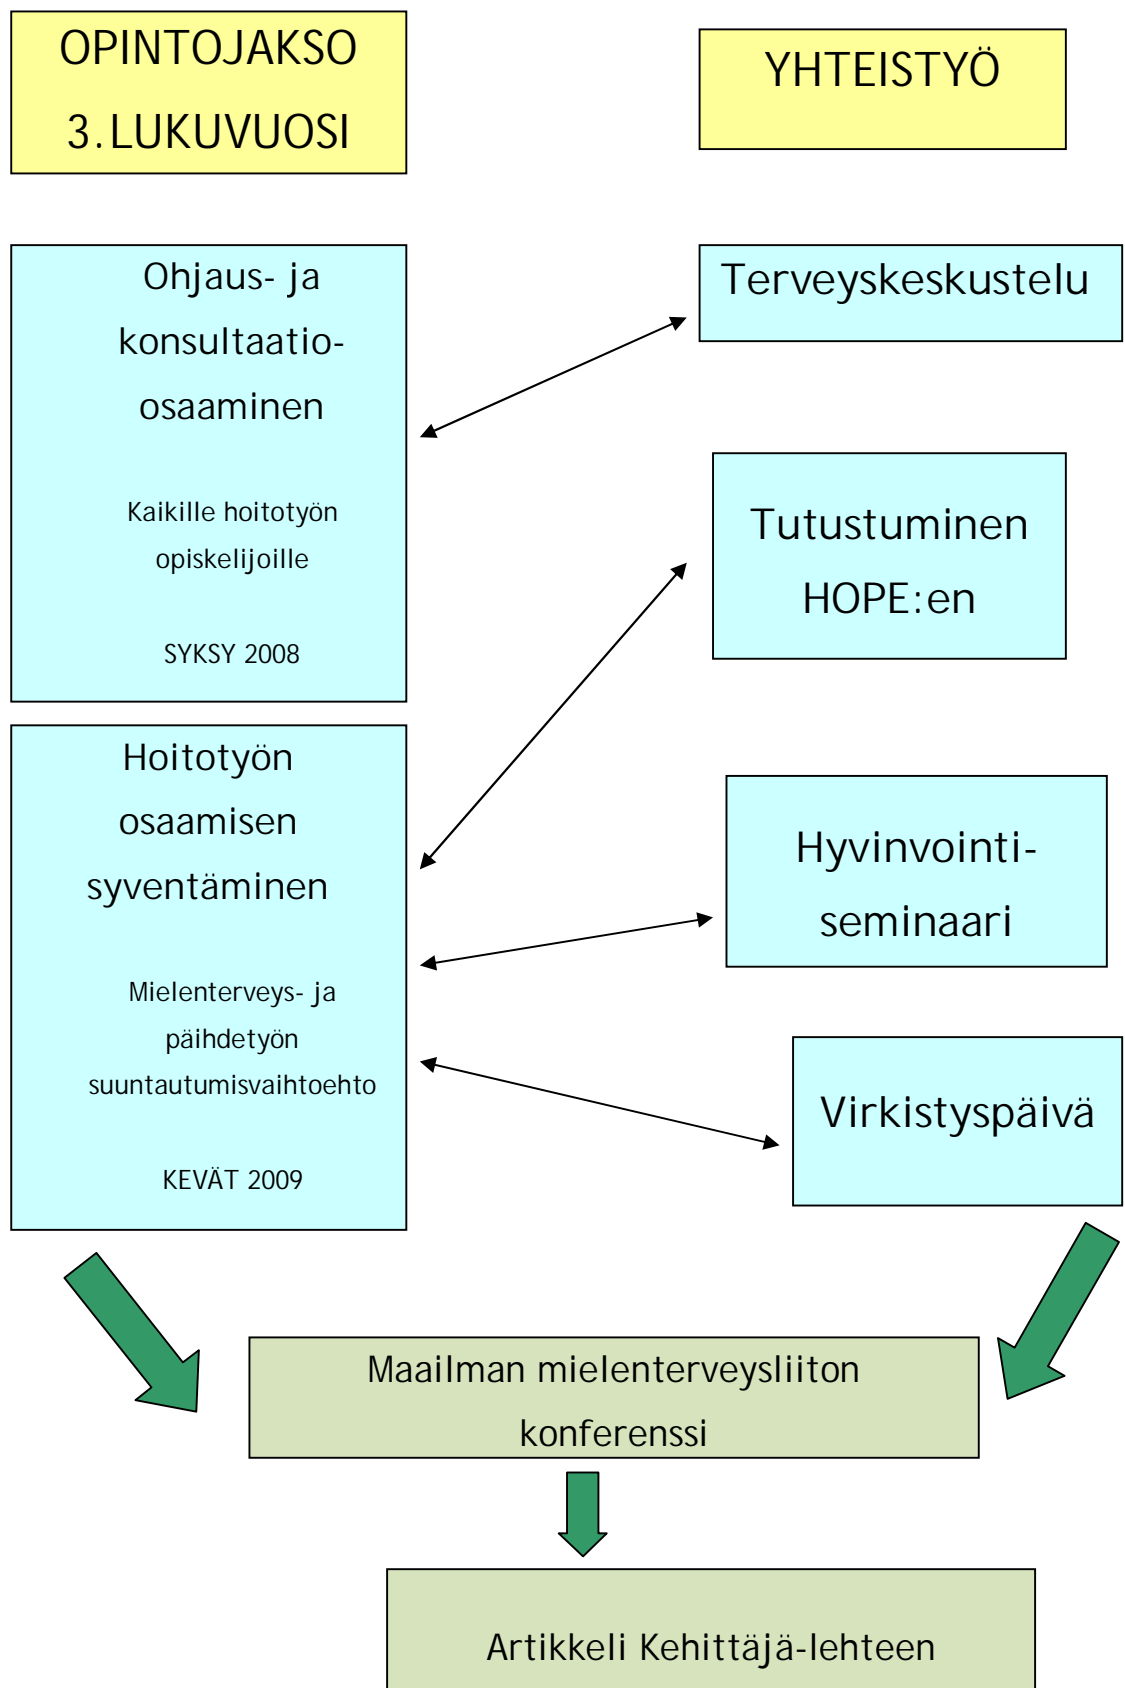 OPINTOJAKSO
3.LUKUVUOSI
YHTEISTYÖ
Ohjaus- ja
konsultaatio-
osaaminen
Kaikille hoitotyön
opiskelijoille
SYKSY 2008
Terveyskeskustelu
Tutustuminen
HOPE:en
Hoitotyön
osaamisen
syventäminen
Mielenterveys- ja
päihdetyön
suuntautumisvaihtoehto
KEVÄT 2009
Hyvinvointi-
seminaari
Virkistyspäivä
Maailman mielenterveysliiton
konferenssi
Artikkeli Kehittäjä-lehteen